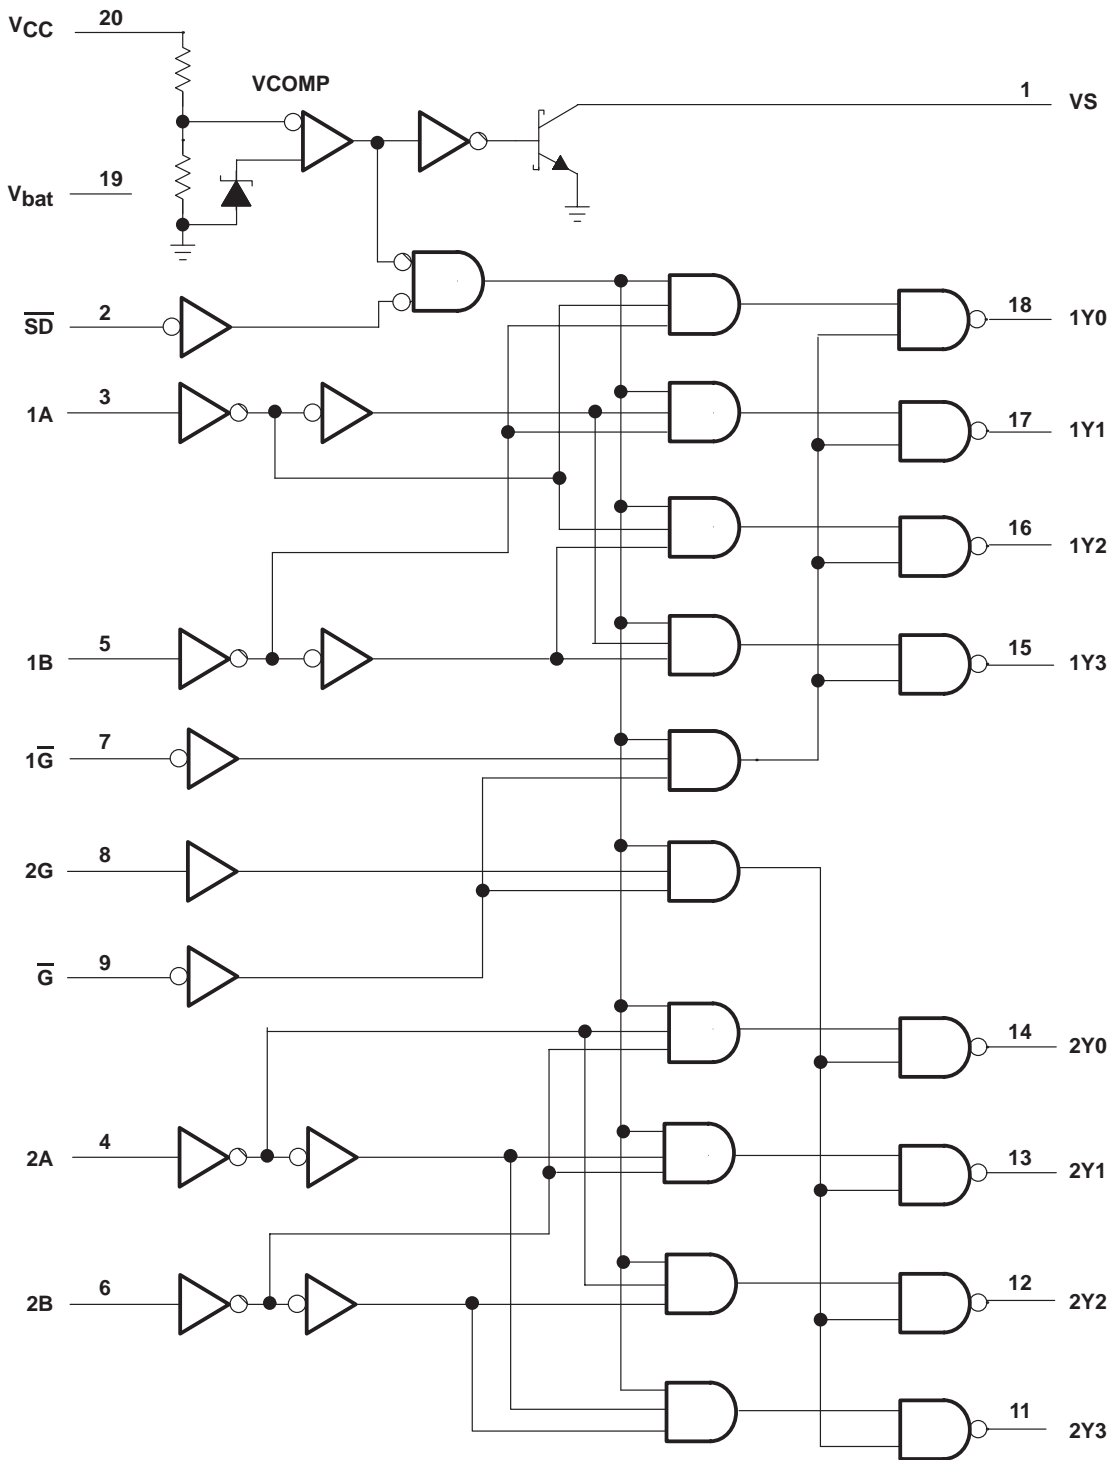 VCC 20
VCOMP
1 VS
Vbat 19
SD̅ 2
18 1Y0
1A 3
17 1Y1
16 1Y2
1B 5
15 1Y3
1G̅ 7
2G 8
G̅ 9
14 2Y0
2A 4
13 2Y1
2B 6
12 2Y2
11 2Y3